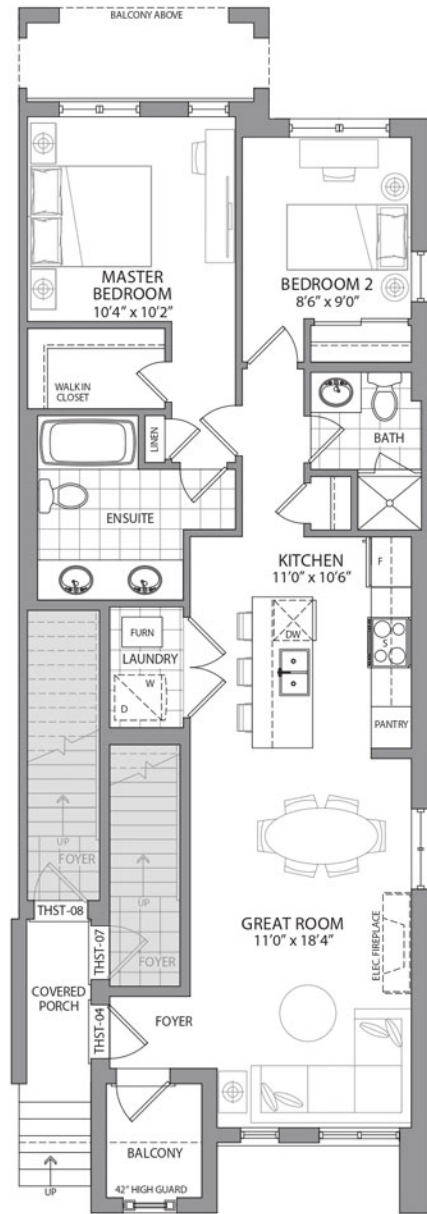 BALCONY ABOVE
MASTER
BEDROOM
10'4" x 10'2"
BEDROOM 2
8'6" x 9'0"
WALK IN
CLOSET
LINEN
BATH
ENSUITE
KITCHEN
11'0" x 10'6"
F
DW
S
FURN
LAUNDRY
W
D
PANTRY
UP
FOYER
THST-08
UP
FOYER
THST-07
GREAT ROOM
11'0" x 18'4"
ELEC. FIREPLACE
COVERED
PORCH
THST-04
FOYER
BALCONY
42" HIGH GUARD
UP